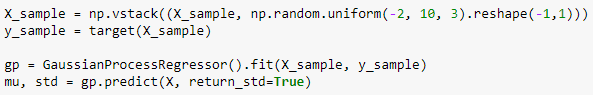 X_sample = np.vstack((X_sample, np.random.uniform(-2, 10, 3).reshape(-1,1)))
y_sample = target(X_sample)
gp = GaussianProcessRegressor().fit(X_sample, y_sample)
mu, std = gp.predict(X, return_std=True)